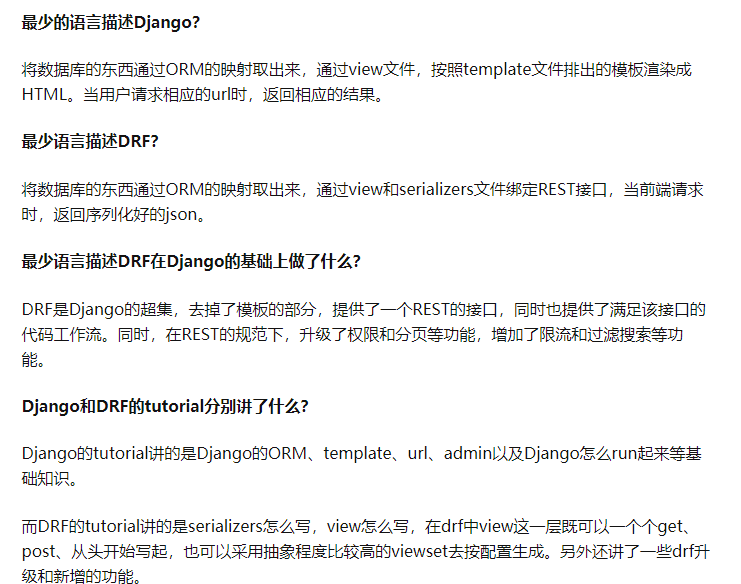 最少的语言描述Django？
将数据库的东西通过ORM的映射取出来，通过view文件，按照template文件排出的模板渲染成
HTML。当用户请求相应的url时，返回相应的结果。
最少语言描述DRF？
将数据库的东西通过ORM的映射取出来，通过view和serializers文件绑定REST接口，当前端请求
时，返回序列化好的json。
最少语言描述DRF在Django的基础上做了什么？
DRF是Django的超集，去掉了模板的部分，提供了一个REST的接口，同时也提供了满足该接口的
代码工作流。同时，在REST的规范下，升级了权限和分页等功能，增加了限流和过滤搜索等功
能。
Django和DRF的tutorial分别讲了什么？
Django的tutorial讲的是Django的ORM、template、url、admin以及Django怎么run起来等基
础知识。
而DRF的tutorial讲的是serializers怎么写，view怎么写，在drf中view这一层既可以一个个get、
post、从头开始写起，也可以采用抽象程度比较高的viewset去按配置生成。另外还讲了一些drf升
级和新增的功能。